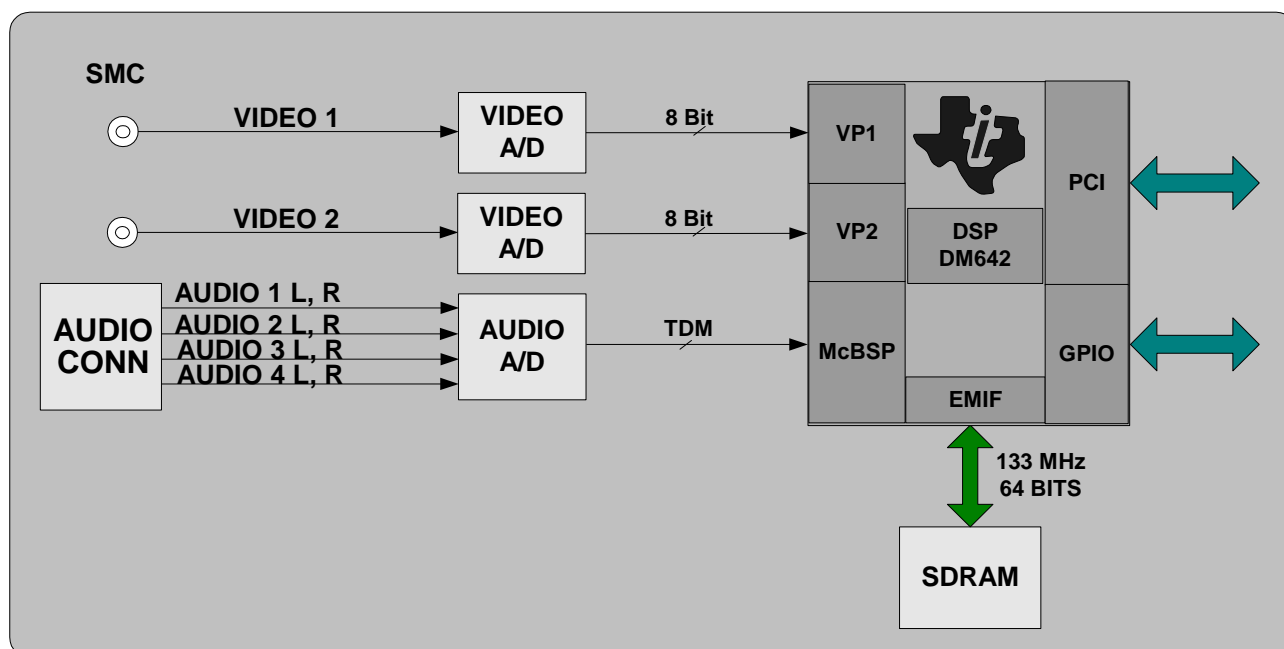 SMC
VIDEO 1
VIDEO
A/D
8 Bit
VP1
PCI
VIDEO 2
VIDEO
A/D
8 Bit
VP2
DSP
DM642
AUDIO
CONN
AUDIO 1 L, R
AUDIO 2 L, R
AUDIO 3 L, R
AUDIO 4 L, R
AUDIO
A/D
TDM
McBSP
GPIO
EMIF
133 MHz
64 BITS
SDRAM